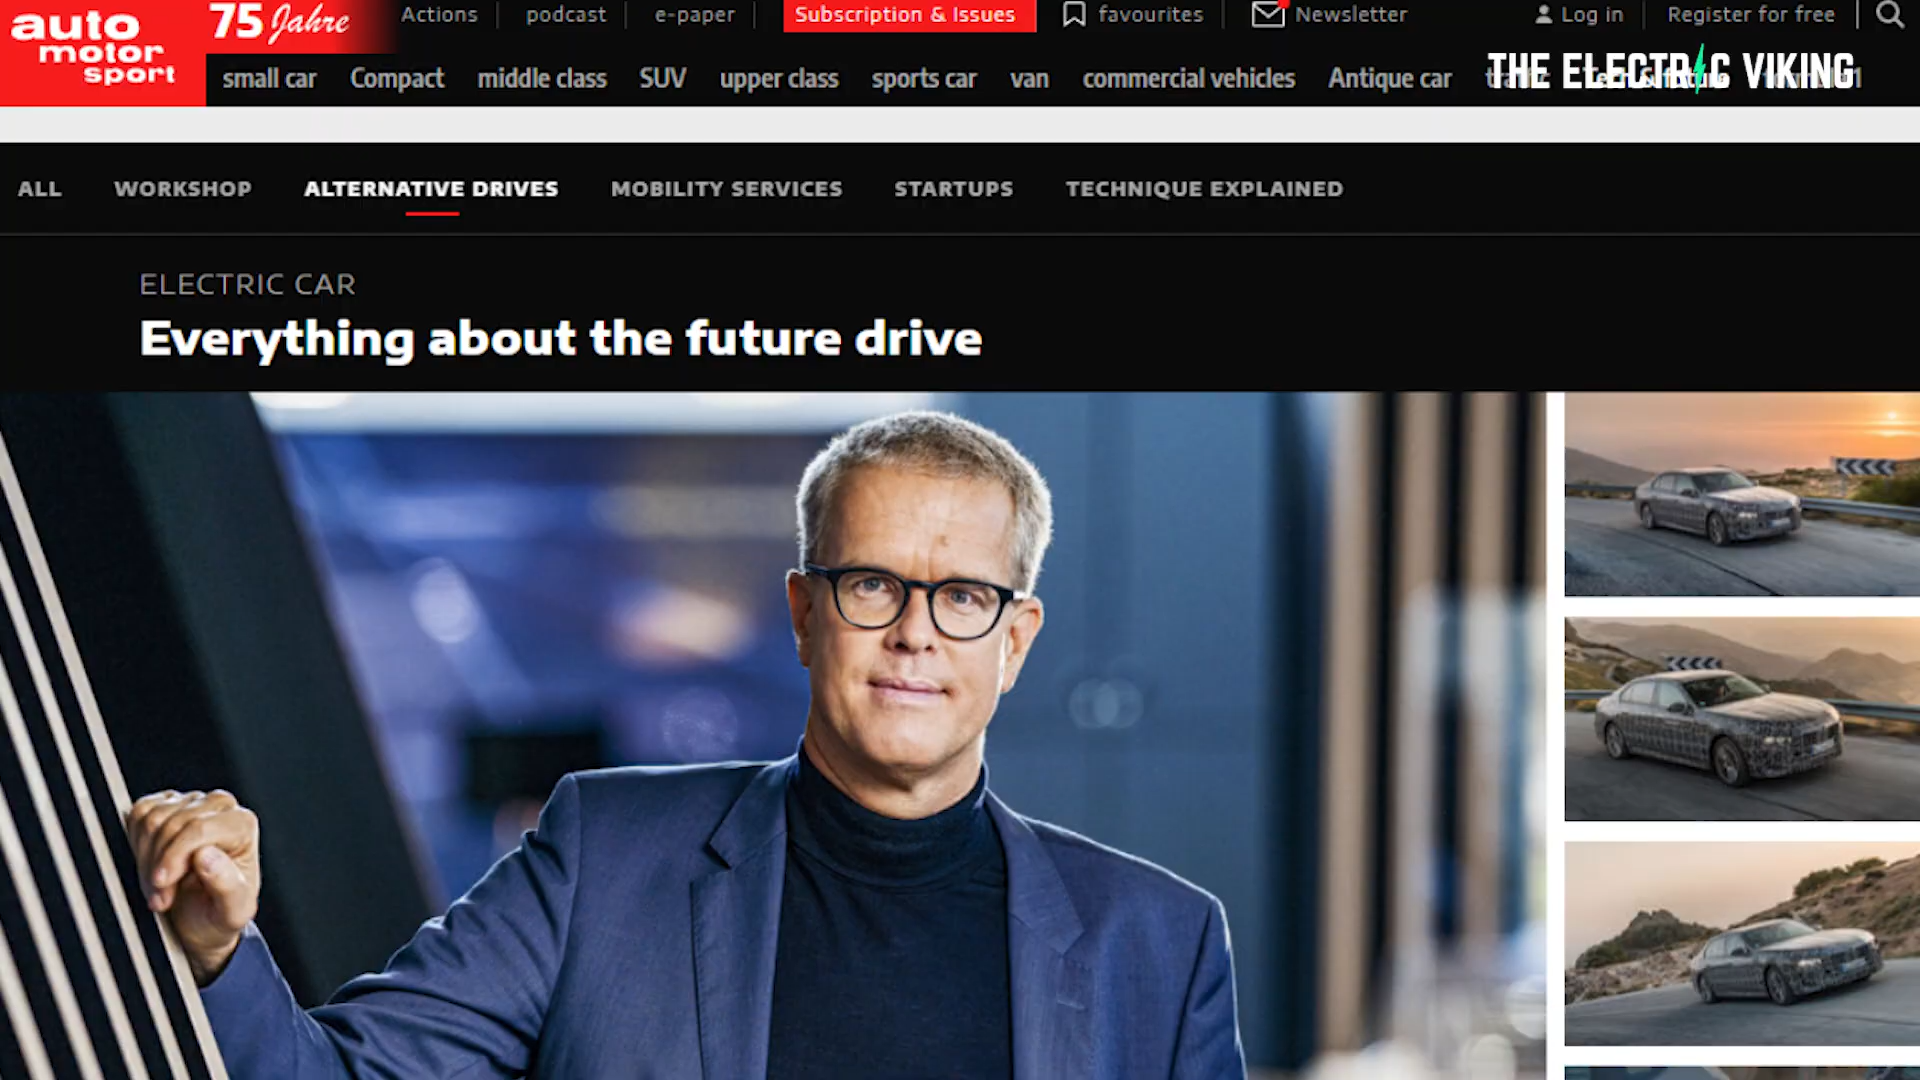 auto
motor
sport
75 Jahre
Actions
podcast
e-paper
Subscription & Issues
favourites
Newsletter
Log in
Register for free
small car
Compact
middle class
SUV
upper class
sports car
van
commercial vehicles
Antique car
THE ELECTRIC VIKING
ALL
WORKSHOP
ALTERNATIVE DRIVES
MOBILITY SERVICES
STARTUPS
TECHNIQUE EXPLAINED
ELECTRIC CAR
Everything about the future drive